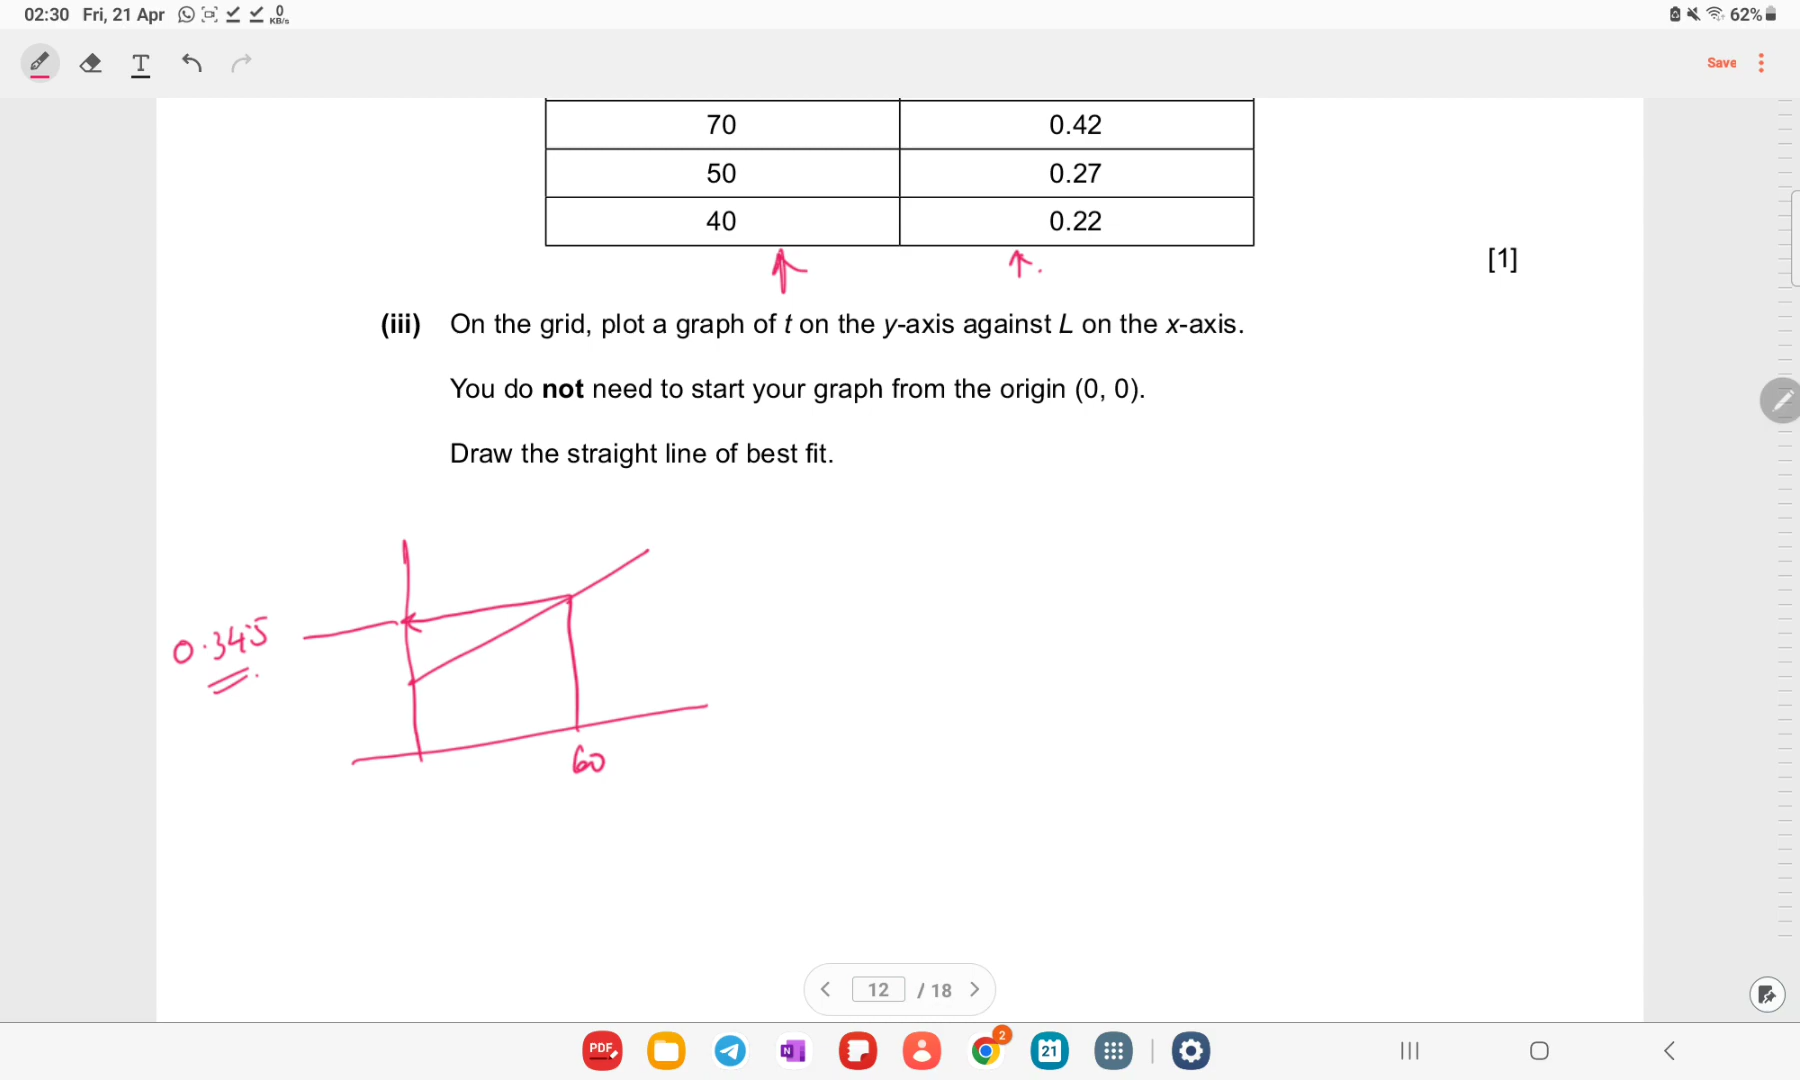 02:30 Fri, 21 Apr 0 KB/s 62%
T Save
70 0.42
50 0.27
40 0.22
[1]
(iii) On the grid, plot a graph of t on the y-axis against L on the x-axis.
You do not need to start your graph from the origin (0, 0).
Draw the straight line of best fit.
0.345
60
12 / 18
PDF N 2 21